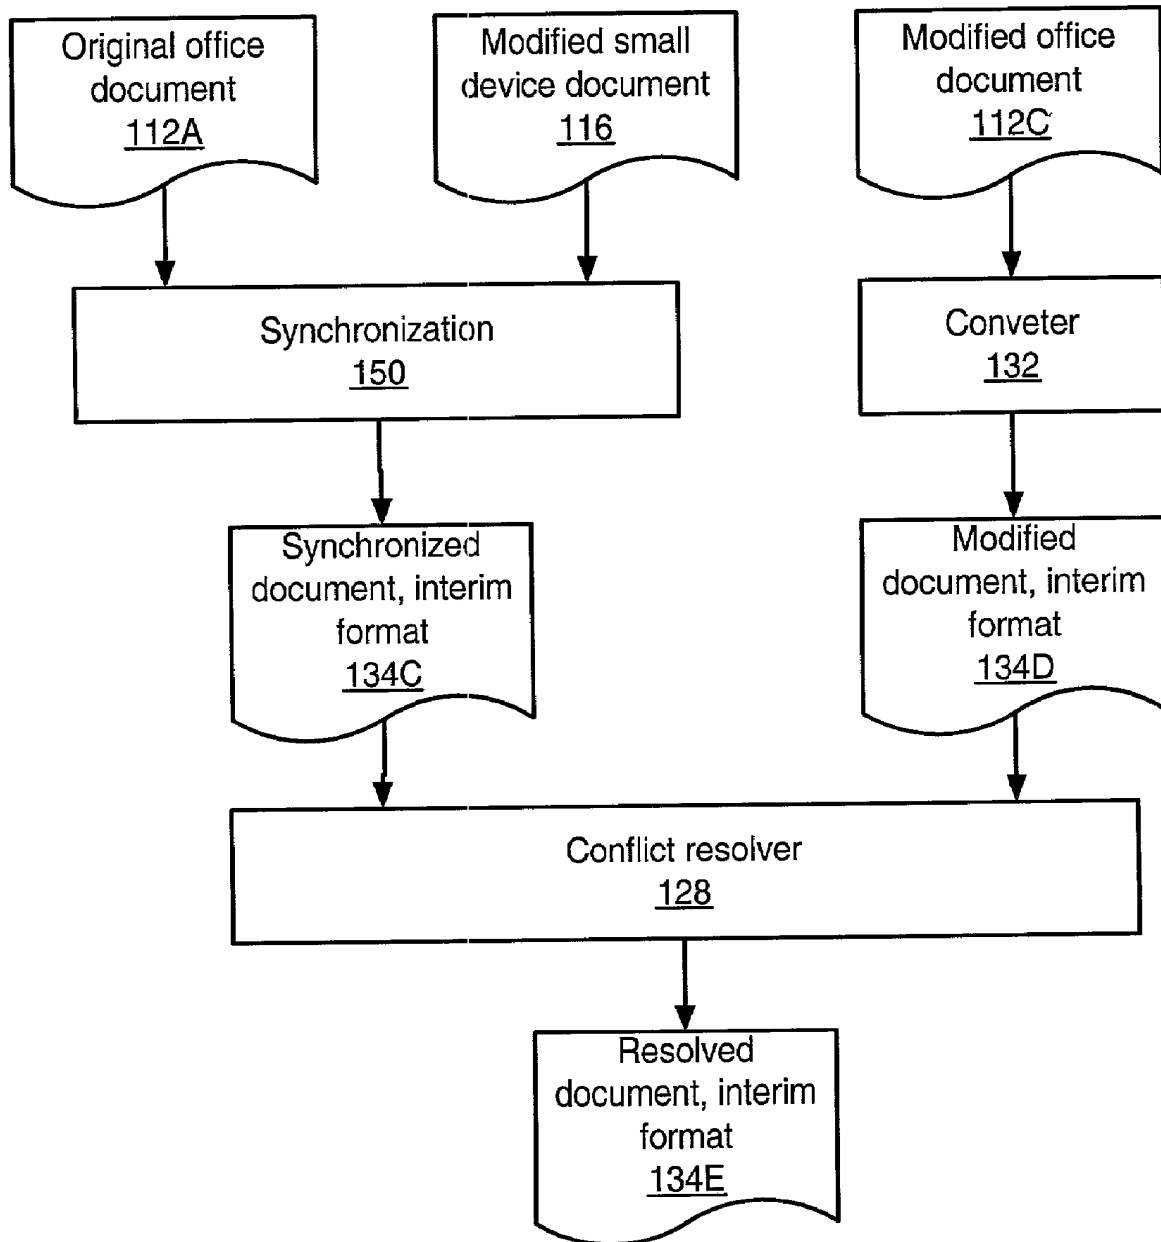 Original office
document
112A
Modified small
device document
116
Modified office
document
112C
Synchronization
150
Conveter
132
Synchronized
document, interim
format
134C
Modified
document, interim
format
134D
Conflict resolver
128
Resolved
document, interim
format
134E